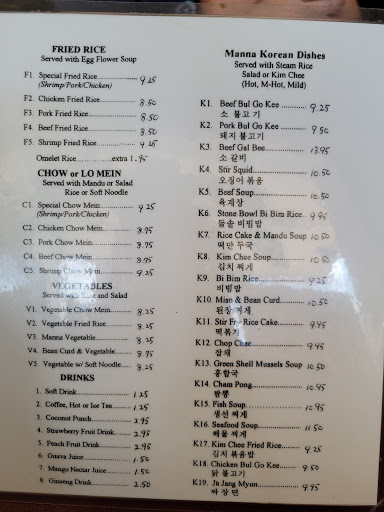 FRIED RICE
Served with Egg Flower Soup
F1. Special Fried Rice 9.25
(Shrimp/Pork/Chicken)
F2. Chicken Fried Rice 8.50
F3. Pork Fried Rice 8.50
F4. Beef Fried Rice 8.50
F5. Shrimp Fried Rice 9.25
Omelet Rice extra 1.95
CHOW or LO MEIN
Served with Mandu or Salad
Rice or Soft Noodle
C1. Special Chow Mein 9.25
(Shrimp/Pork/Chicken)
C2. Chicken Chow Mein 8.95
C3. Pork Chow Mein 8.95
C4. Beef Chow Mein 8.95
C5. Shrimp Chow Mein 9.25
VEGETABLES
Served with Rice and Salad
V1. Vegetable Chow Mein 8.25
V2. Vegetable Fried Rice 8.25
V3. Manna Vegetable 8.25
V4. Bean Curd & Vegetable 8.95
V5. Vegetable w/ Soft Noodle 8.25
DRINKS
1. Soft Drink 1.25
2. Coffee, Hot or Ice Tea 1.25
3. Coconut Punch 2.95
4. Strawberry Fruit Drink 2.95
5. Peach Fruit Drink 2.95
6. Guava Juice 1.50
7. Mango Nectar Juice 1.50
8. Ginseng Drink 2.50
Manna Korean Dishes
Served with Steam Rice
Salad or Kim Chee
(Hot, M-Hot, Mild)
K1. Beef Bul Go Kee 9.25
소 불고기
K2. Pork Bul Go Kee 9.50
돼지 불고기
K3. Beef Gal Bee 13.95
소 갈비
K4. Stir Squid 10.50
오징어 볶음
K5. Beef Soup 10.50
육개장
K6. Stone Bowl Bi Bim Rice 9.95
돌솥 비빔밥
K7. Rice Cake & Mandu Soup 10.50
떡만 두국
K8. Kim Chee Soup 10.50
김치 찌개
K9. Bi Bim Rice 9.25
비빔밥
K10. Miso & Bean Curd 10.50
된장 찌게
K11. Stir Fry Rice Cake 9.95
떡볶기
K12. Chop Chae 9.95
잡채
K13. Green Shell Mussels Soup 10.50
홍합국
K14. Cham Pong 10.95
짬뽕
K15. Fish Soup 10.95
생선 찌게
K16. Seafood Soup 11.50
해물 찌게
K17. Kim Chee Fried Rice 9.25
김치 볶음밥
K18. Chicken Bul Go Kee 9.50
닭 불고기
K19. Ja Jang Myun 9.95
짜 장 면